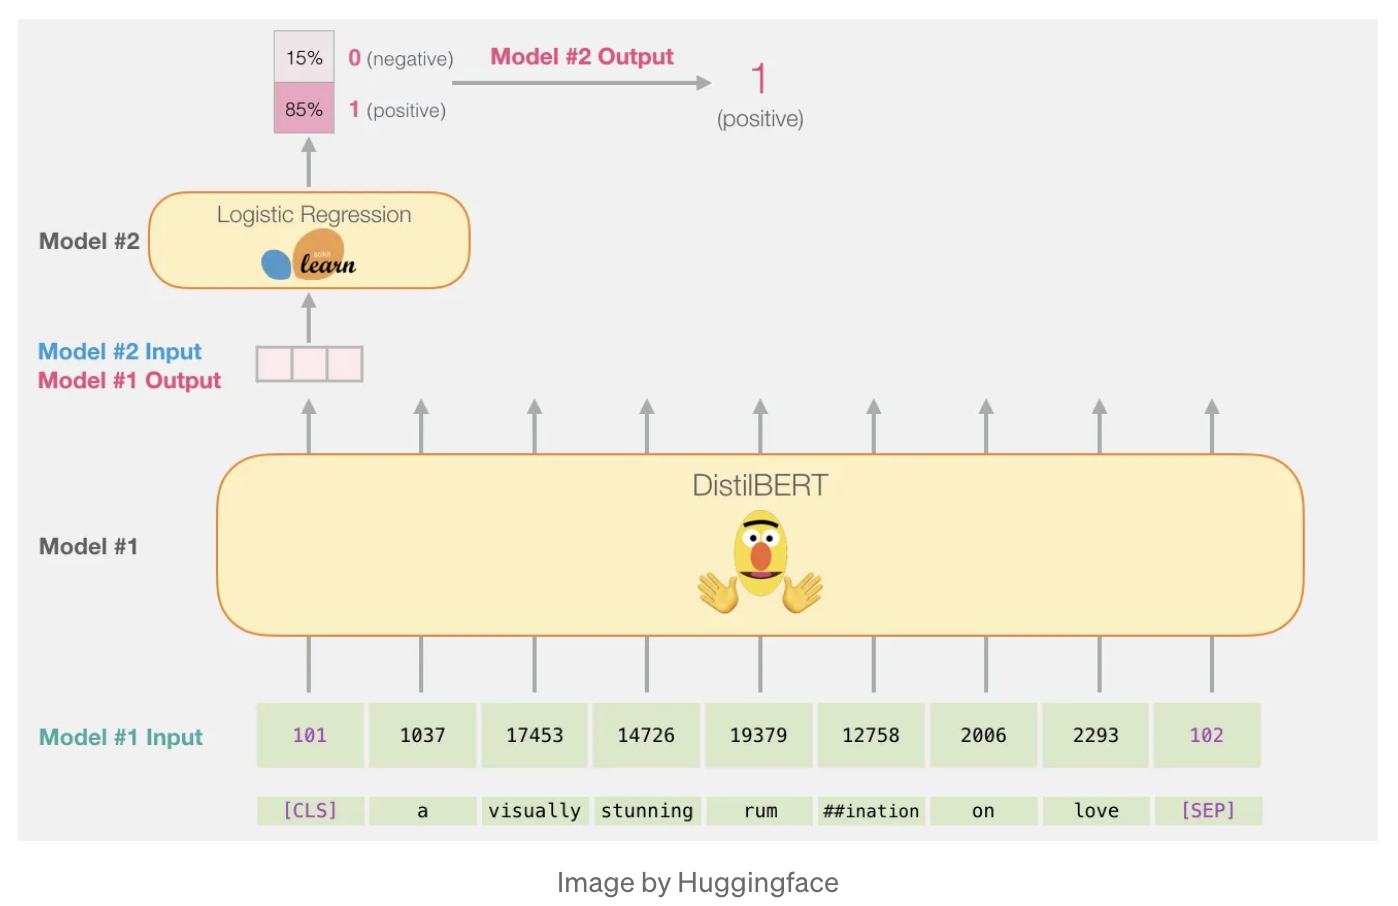 15% 0 (negative) Model #2 Output 1
85% 1 (positive) (positive)
Logistic Regression
Model #2
scikit
learn
Model #2 Input
Model #1 Output
DistilBERT
Model #1
Model #1 Input 101 1037 17453 14726 19379 12758 2006 2293 102
[CLS] a visually stunning rum ##ination on love [SEP]
Image by Huggingface